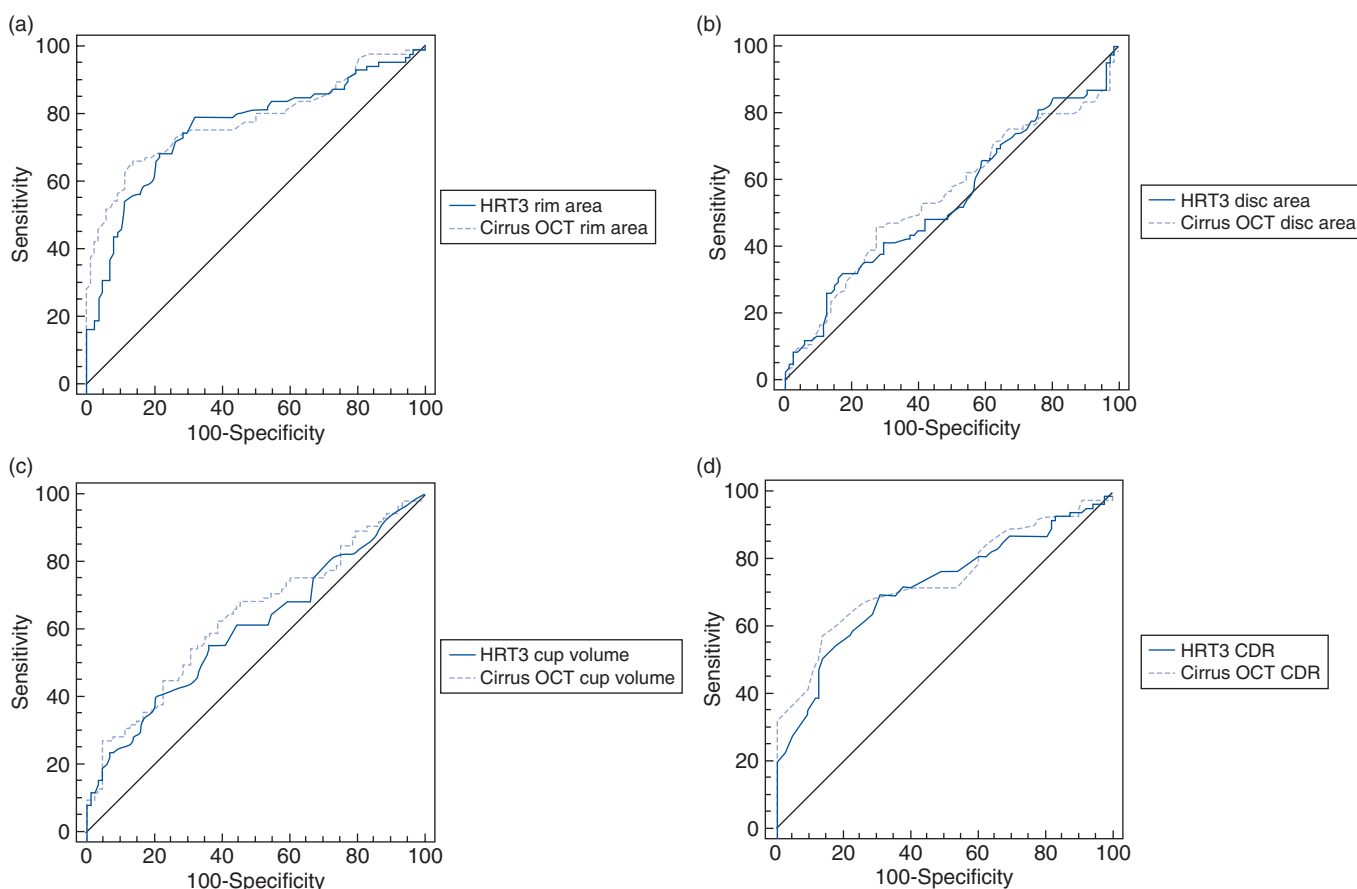 (a)
100
80
60
40
20
0
Sensitivity
0 20 40 60 80 100
100-Specificity
HRT3 rim area
Cirrus OCT rim area
(b)
100
80
60
40
20
0
Sensitivity
0 20 40 60 80 100
100-Specificity
HRT3 disc area
Cirrus OCT disc area
(c)
100
80
60
40
20
0
Sensitivity
0 20 40 60 80 100
100-Specificity
HRT3 cup volume
Cirrus OCT cup volume
(d)
100
80
60
40
20
0
Sensitivity
0 20 40 60 80 100
100-Specificity
HRT3 CDR
Cirrus OCT CDR